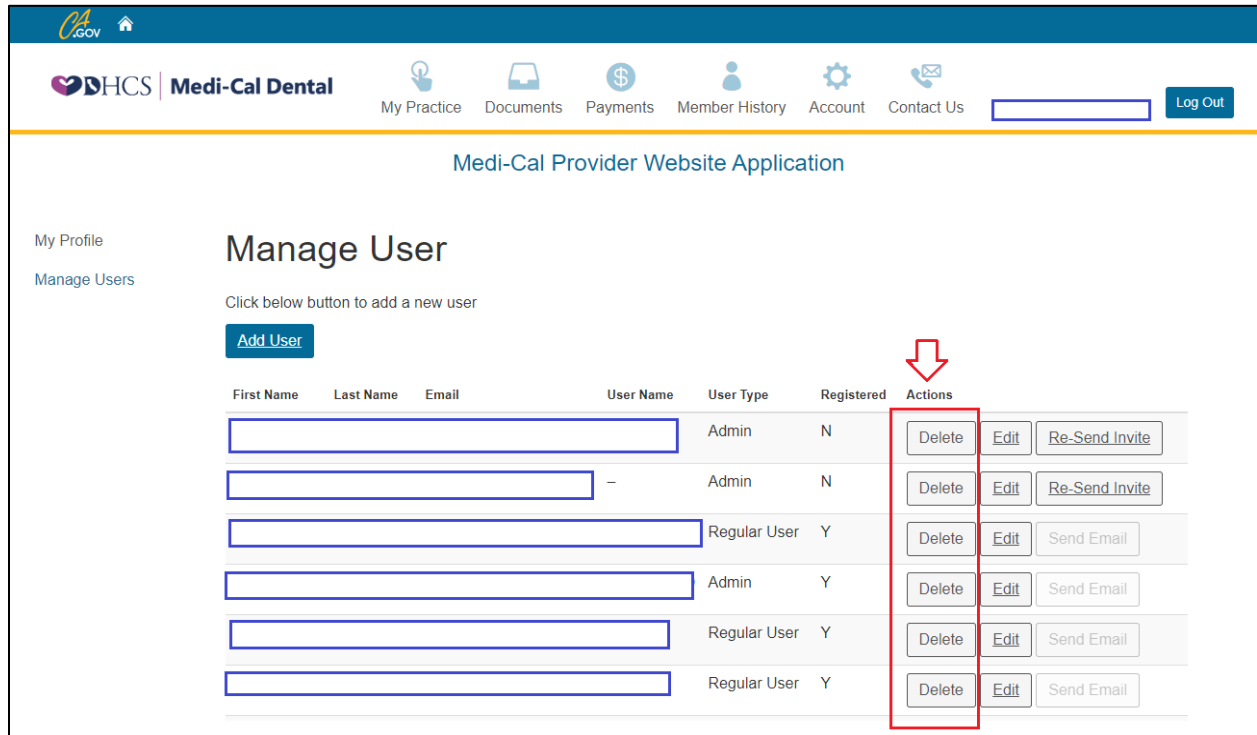 CA.GOV
DHCS | Medi-Cal Dental
My Practice Documents Payments Member History Account Contact Us Log Out
Medi-Cal Provider Website Application
My Profile
Manage Users
Manage User
Click below button to add a new user
Add User
First Name Last Name Email User Name User Type Registered Actions
Admin N Delete Edit Re-Send Invite
– Admin N Delete Edit Re-Send Invite
Regular User Y Delete Edit Send Email
Admin Y Delete Edit Send Email
Regular User Y Delete Edit Send Email
Regular User Y Delete Edit Send Email